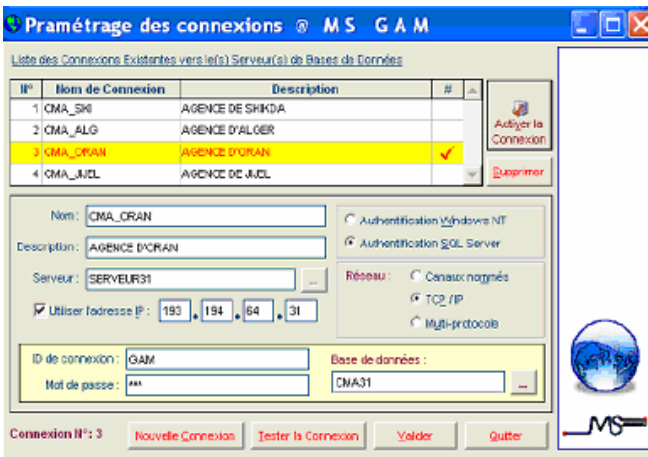 Pramétrage des connexions @ MS GAM
Liste des Connexions Existantes vers le(s) Serveur(s) de Bases de Données
N° Nom de Connexion Description #
1 CMA_SKI AGENCE DE SHIKDA
2 CMA_ALG AGENCE D'ALGER
3 CMA_ORAN AGENCE D'ORAN ✓
4 CMA_JIJEL AGENCE DE JIJEL
Activer la Connexion
Supprimer
Nom : CMA_ORAN
Description : AGENCE D'ORAN
Serveur : SERVEUR31 ...
Utiliser l'adresse IP : 193 . 194 . 64 . 31
Authentification Windows NT
Authentification SQL Server
Réseau : Canaux nommés
TCP/IP
Multi-protocole
ID de connexion : GAM
Mot de passe : ***
Base de données :
CMA31 ...
Connexion N°: 3 Nouvelle Connexion Tester la Connexion Valider Quitter
MS